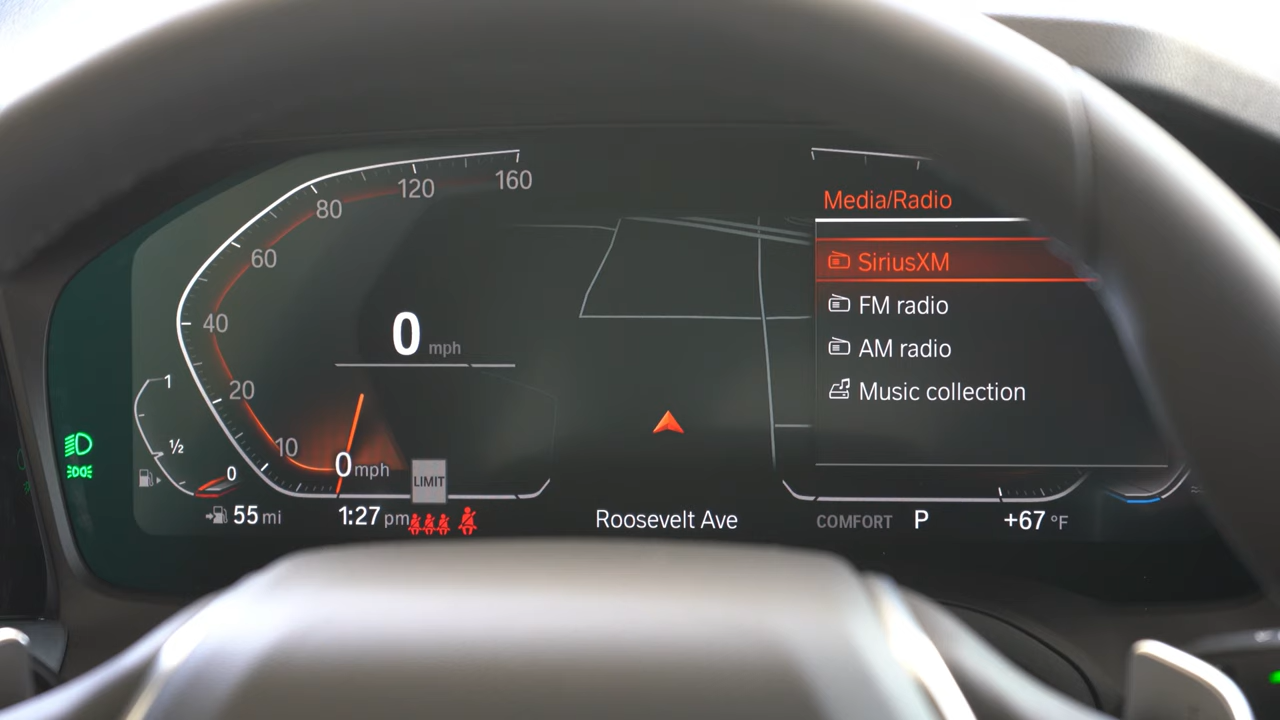 160
120
80
60
40
20
10
0 mph
0 mph
LIMIT
1
½
0
55 mi
1:27 pm
Roosevelt Ave
Media/Radio
SiriusXM
FM radio
AM radio
Music collection
COMFORT P +67 °F